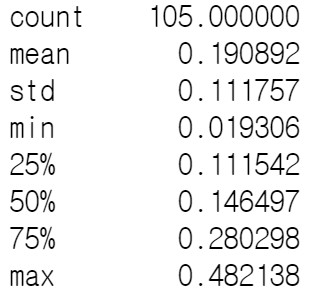 count 105.000000
mean 0.190892
std 0.111757
min 0.019306
25% 0.111542
50% 0.146497
75% 0.280298
max 0.482138